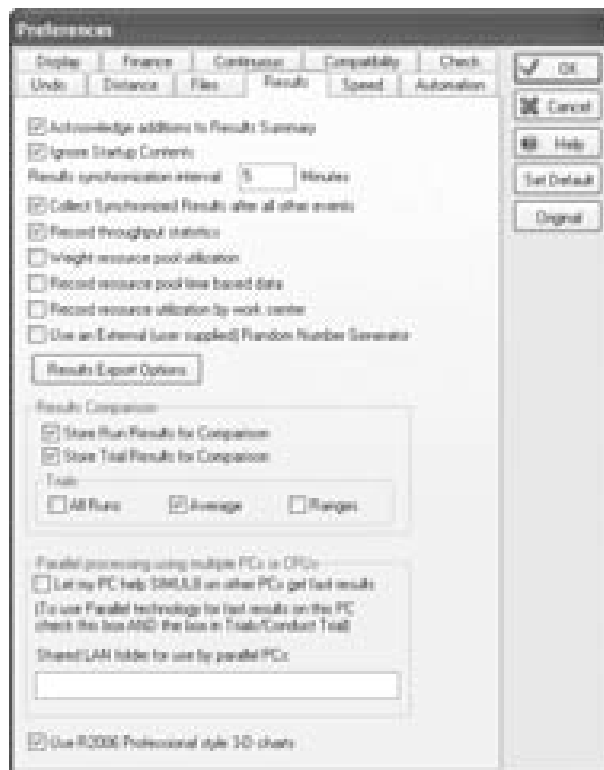 Preferences
Display Finance Continuous Compatibility Check
Undo Distance Files Results Speed Automation
OK
Cancel
Help
Set Default
Original
Acknowledge additions to Results Summary
Ignore Startup Contents
Results synchronization interval 5 Minutes
Collect Synchronized Results after all other events
Record throughput statistics
Weight resource pool utilization
Record resource pool time based data
Record resource utilization by work center
Use an External (user supplied) Random Number Generator
Results Export Options
Results Comparison
Store Run Results for Comparison
Store Trial Results for Comparison
Trials
All Runs Average Ranges
Parallel processing using multiple PCs or CPUs
Let my PC help SIMUL8 on other PCs get fast results
(To use Parallel technology for fast results on this PC
check this box AND the box in Trials/Conduct Trial)
Shared LAN folder for use by parallel PCs
Use R2006 Professional style 3-D charts